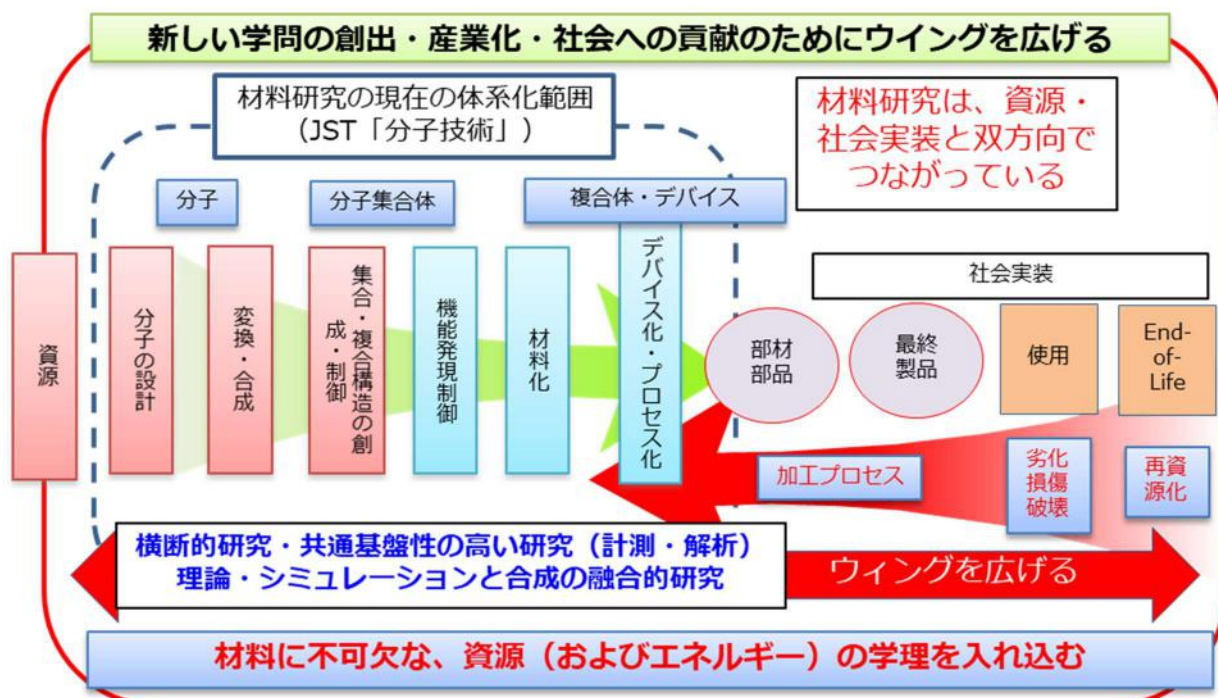 新しい学問の創出・産業化・社会への貢献のためにウイングを広げる
材料研究の現在の体系化範囲
(JST「分子技術」)
材料研究は、資源・
社会実装と双方向で
つながっている
分子
分子集合体
複合体・デバイス
社会実装
資源
分子の設計
変換・合成
集合・複合構造の創
成・制御
機能発現制御
材料化
デバイス化・プロセス化
部材
部品
最終
製品
使用
End-
of-
Life
加工プロセス
劣化
損傷
破壊
再資
源化
横断的研究・共通基盤性の高い研究（計測・解析）
理論・シミュレーションと合成の融合的研究
ウィングを広げる
材料に不可欠な、資源（およびエネルギー）の学理を入れ込む